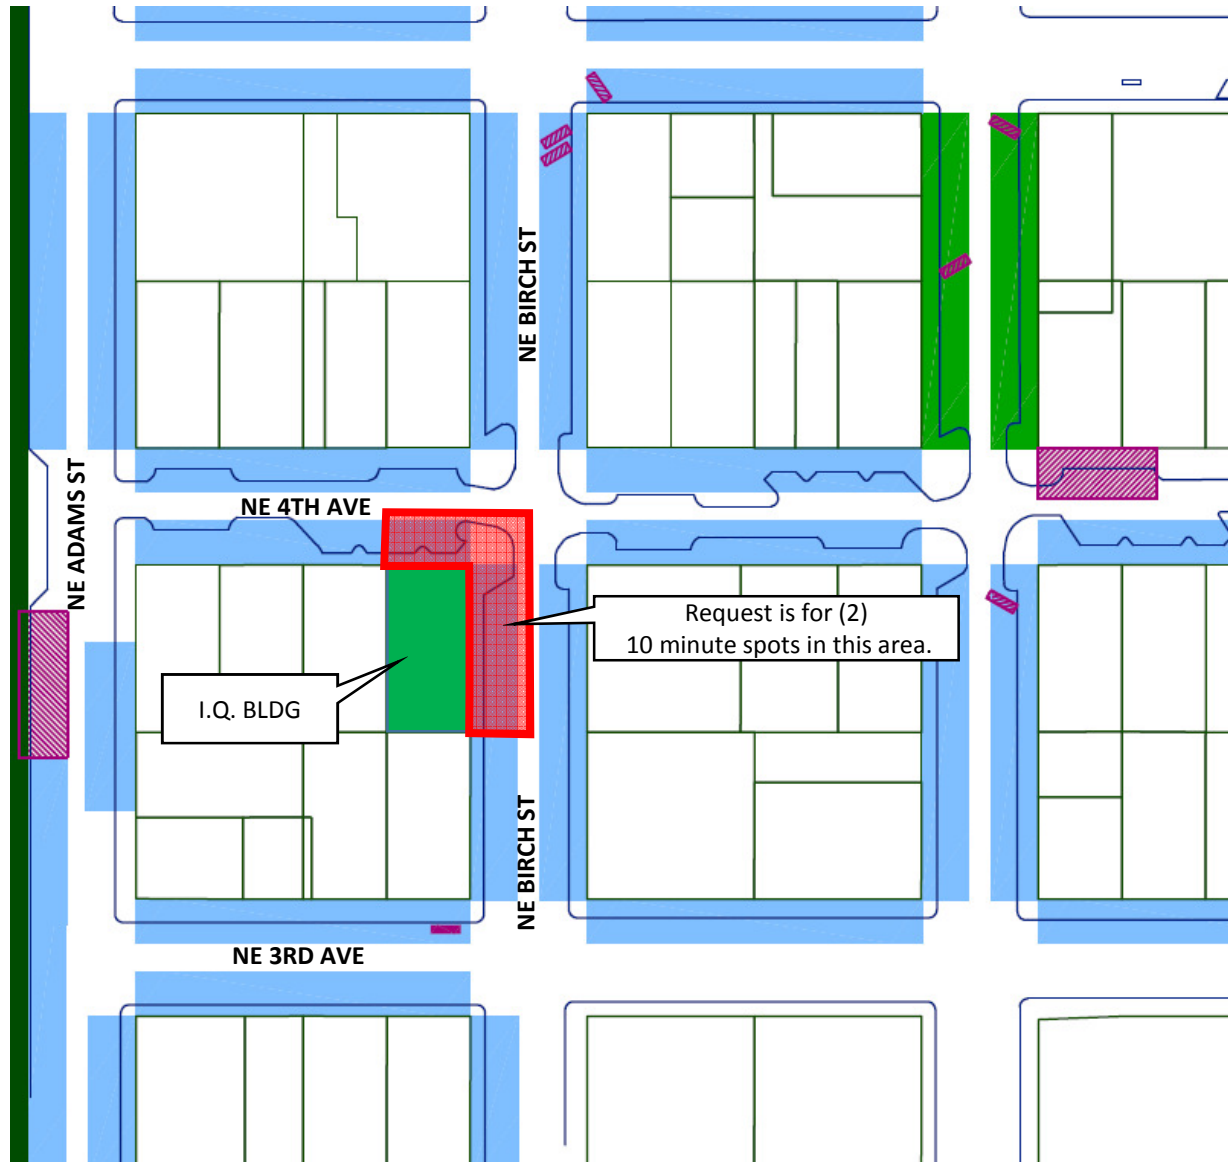 NE BIRCH ST
NE ADAMS ST
NE 4TH AVE
Request is for (2)
10 minute spots in this area.
I.Q. BLDG
NE BIRCH ST
NE 3RD AVE